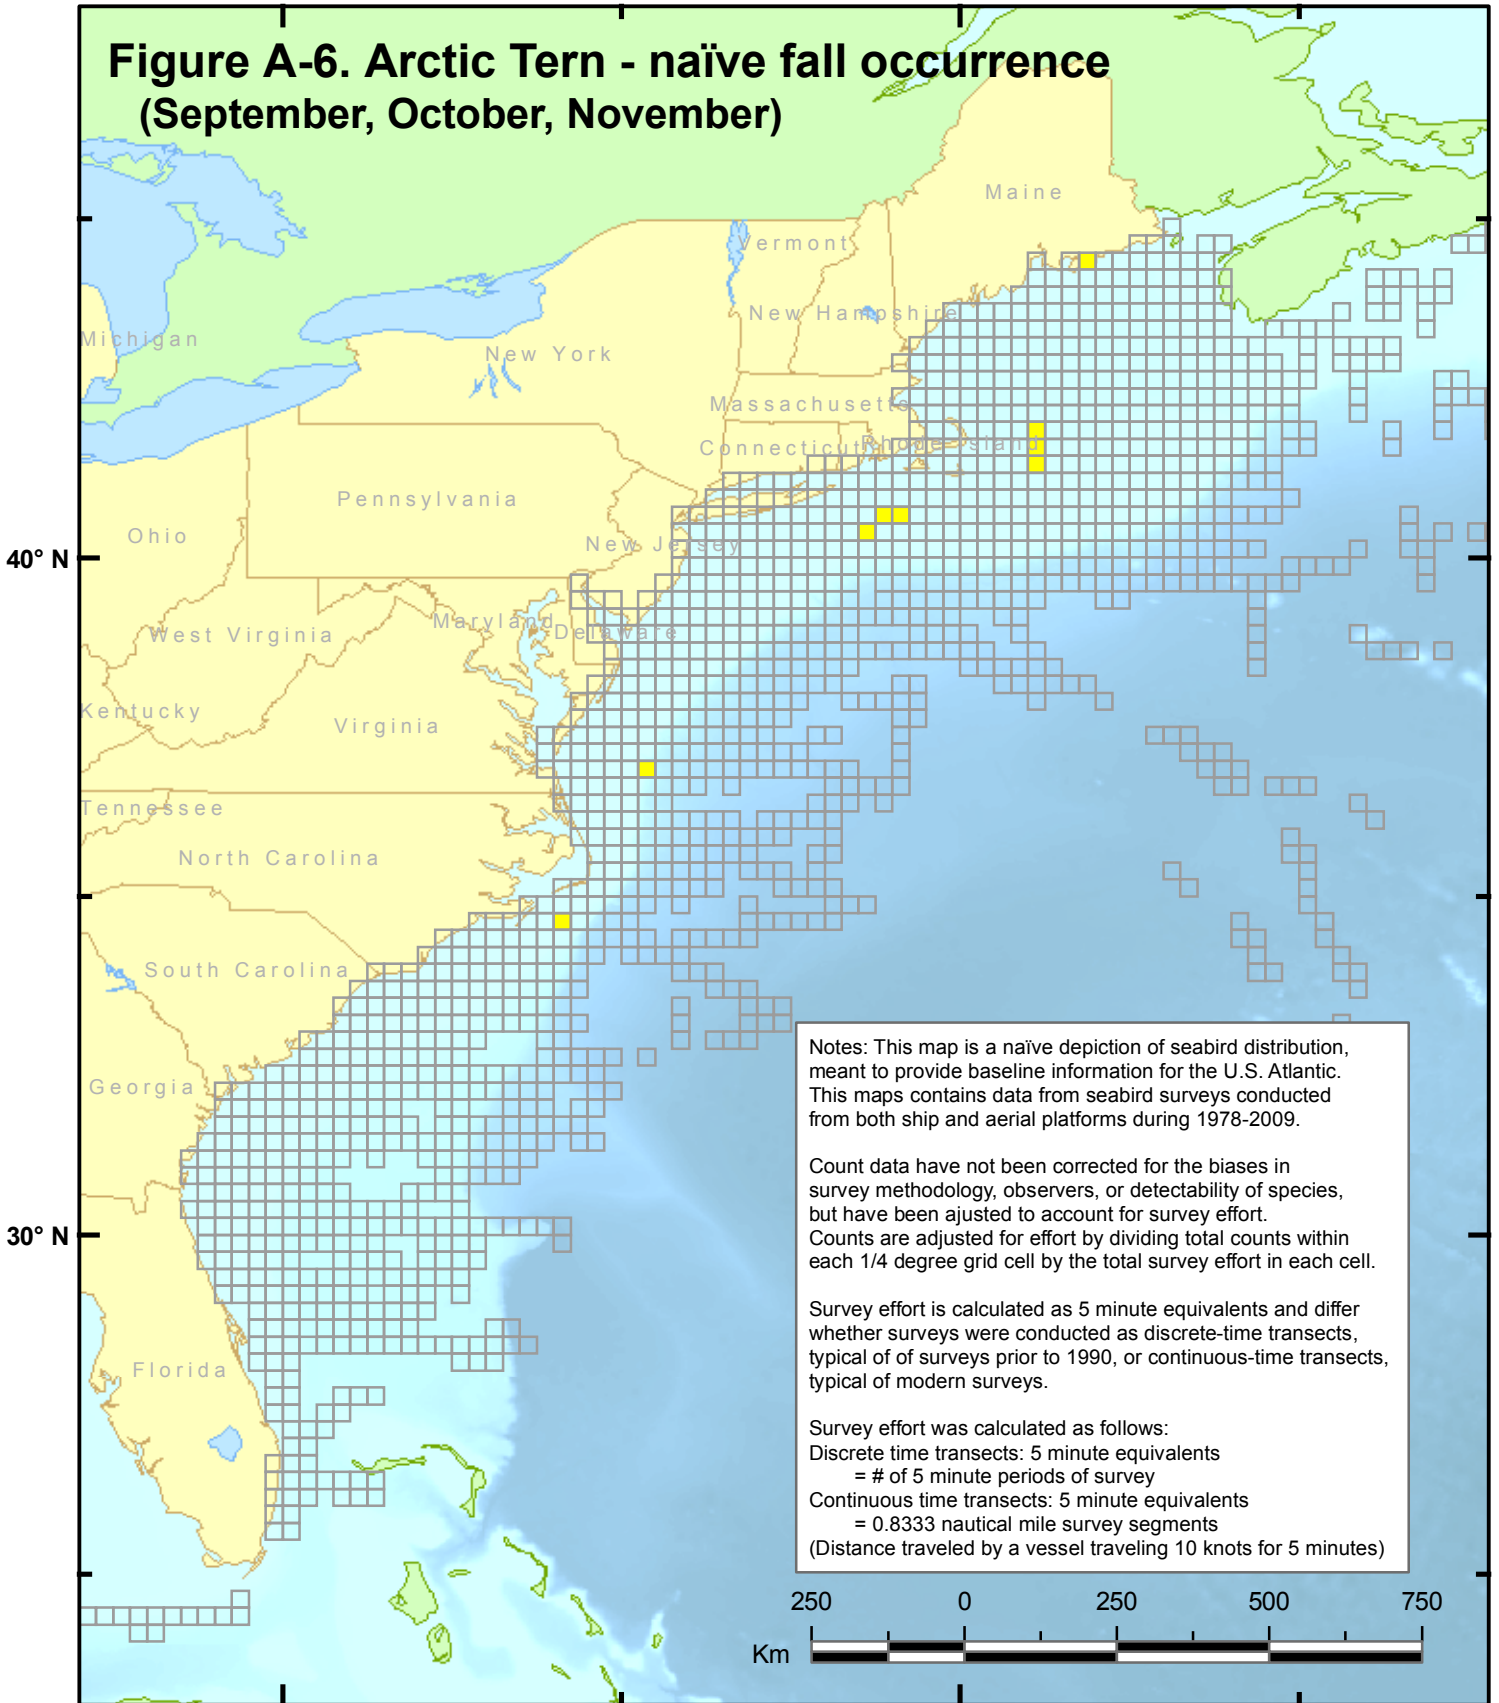 Figure A-6. Arctic Tern - naïve fall occurrence
(September, October, November)
Maine
Vermont
New Hampshire
Michigan
New York
Massachusetts
Connecticut
Rhode Island
Pennsylvania
Ohio
New Jersey
40° N
Maryland
Delaware
West Virginia
Kentucky
Virginia
Tennessee
North Carolina
South Carolina
Georgia
30° N
Florida
Notes: This map is a naïve depiction of seabird distribution,
meant to provide baseline information for the U.S. Atlantic.
This maps contains data from seabird surveys conducted
from both ship and aerial platforms during 1978-2009.
Count data have not been corrected for the biases in
survey methodology, observers, or detectability of species,
but have been ajusted to account for survey effort.
Counts are adjusted for effort by dividing total counts within
each 1/4 degree grid cell by the total survey effort in each cell.
Survey effort is calculated as 5 minute equivalents and differ
whether surveys were conducted as discrete-time transects,
typical of of surveys prior to 1990, or continuous-time transects,
typical of modern surveys.
Survey effort was calculated as follows:
Discrete time transects: 5 minute equivalents
= # of 5 minute periods of survey
Continuous time transects: 5 minute equivalents
= 0.8333 nautical mile survey segments
(Distance traveled by a vessel traveling 10 knots for 5 minutes)
250 0 250 500 750
Km